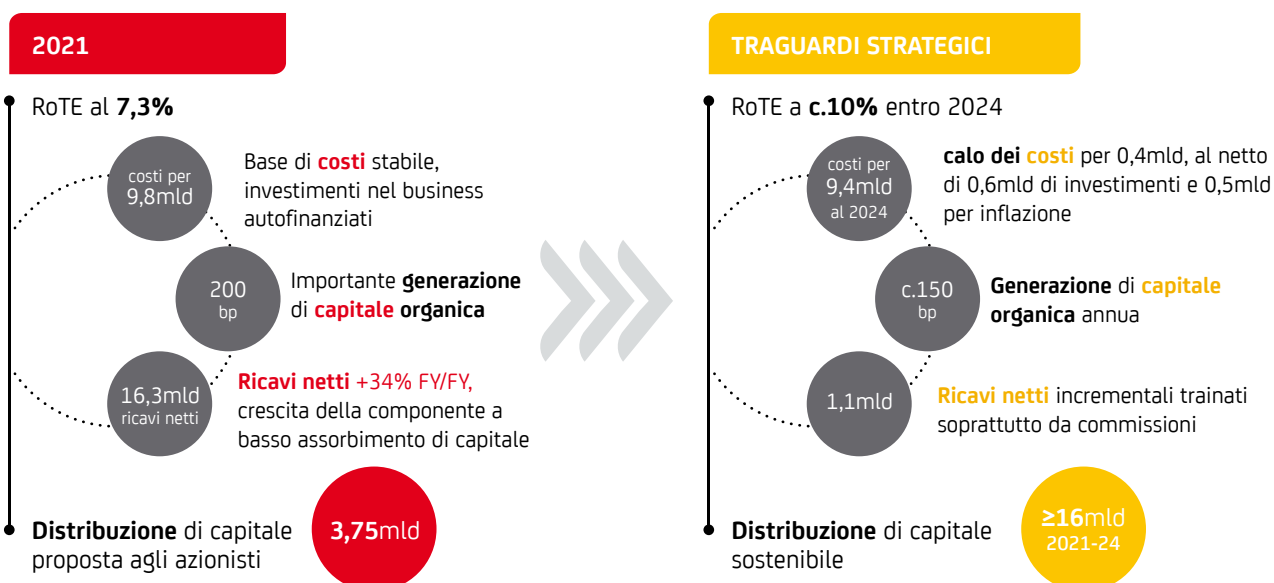 2021
RoTE al 7,3%
costi per
9,8mld
Base di costi stabile,
investimenti nel business
autofinanziati
200
bp
Importante generazione
di capitale organica
16,3mld
ricavi netti
Ricavi netti +34% FY/FY,
crescita della componente a
basso assorbimento di capitale
Distribuzione di capitale
proposta agli azionisti
3,75mld
TRAGUARDI STRATEGICI
RoTE a c.10% entro 2024
costi per
9,4mld
al 2024
calo dei costi per 0,4mld, al netto
di 0,6mld di investimenti e 0,5mld
per inflazione
c.150
bp
Generazione di capitale
organica annua
1,1mld
Ricavi netti incrementali trainati
soprattutto da commissioni
Distribuzione di capitale
sostenibile
≥16mld
2021-24